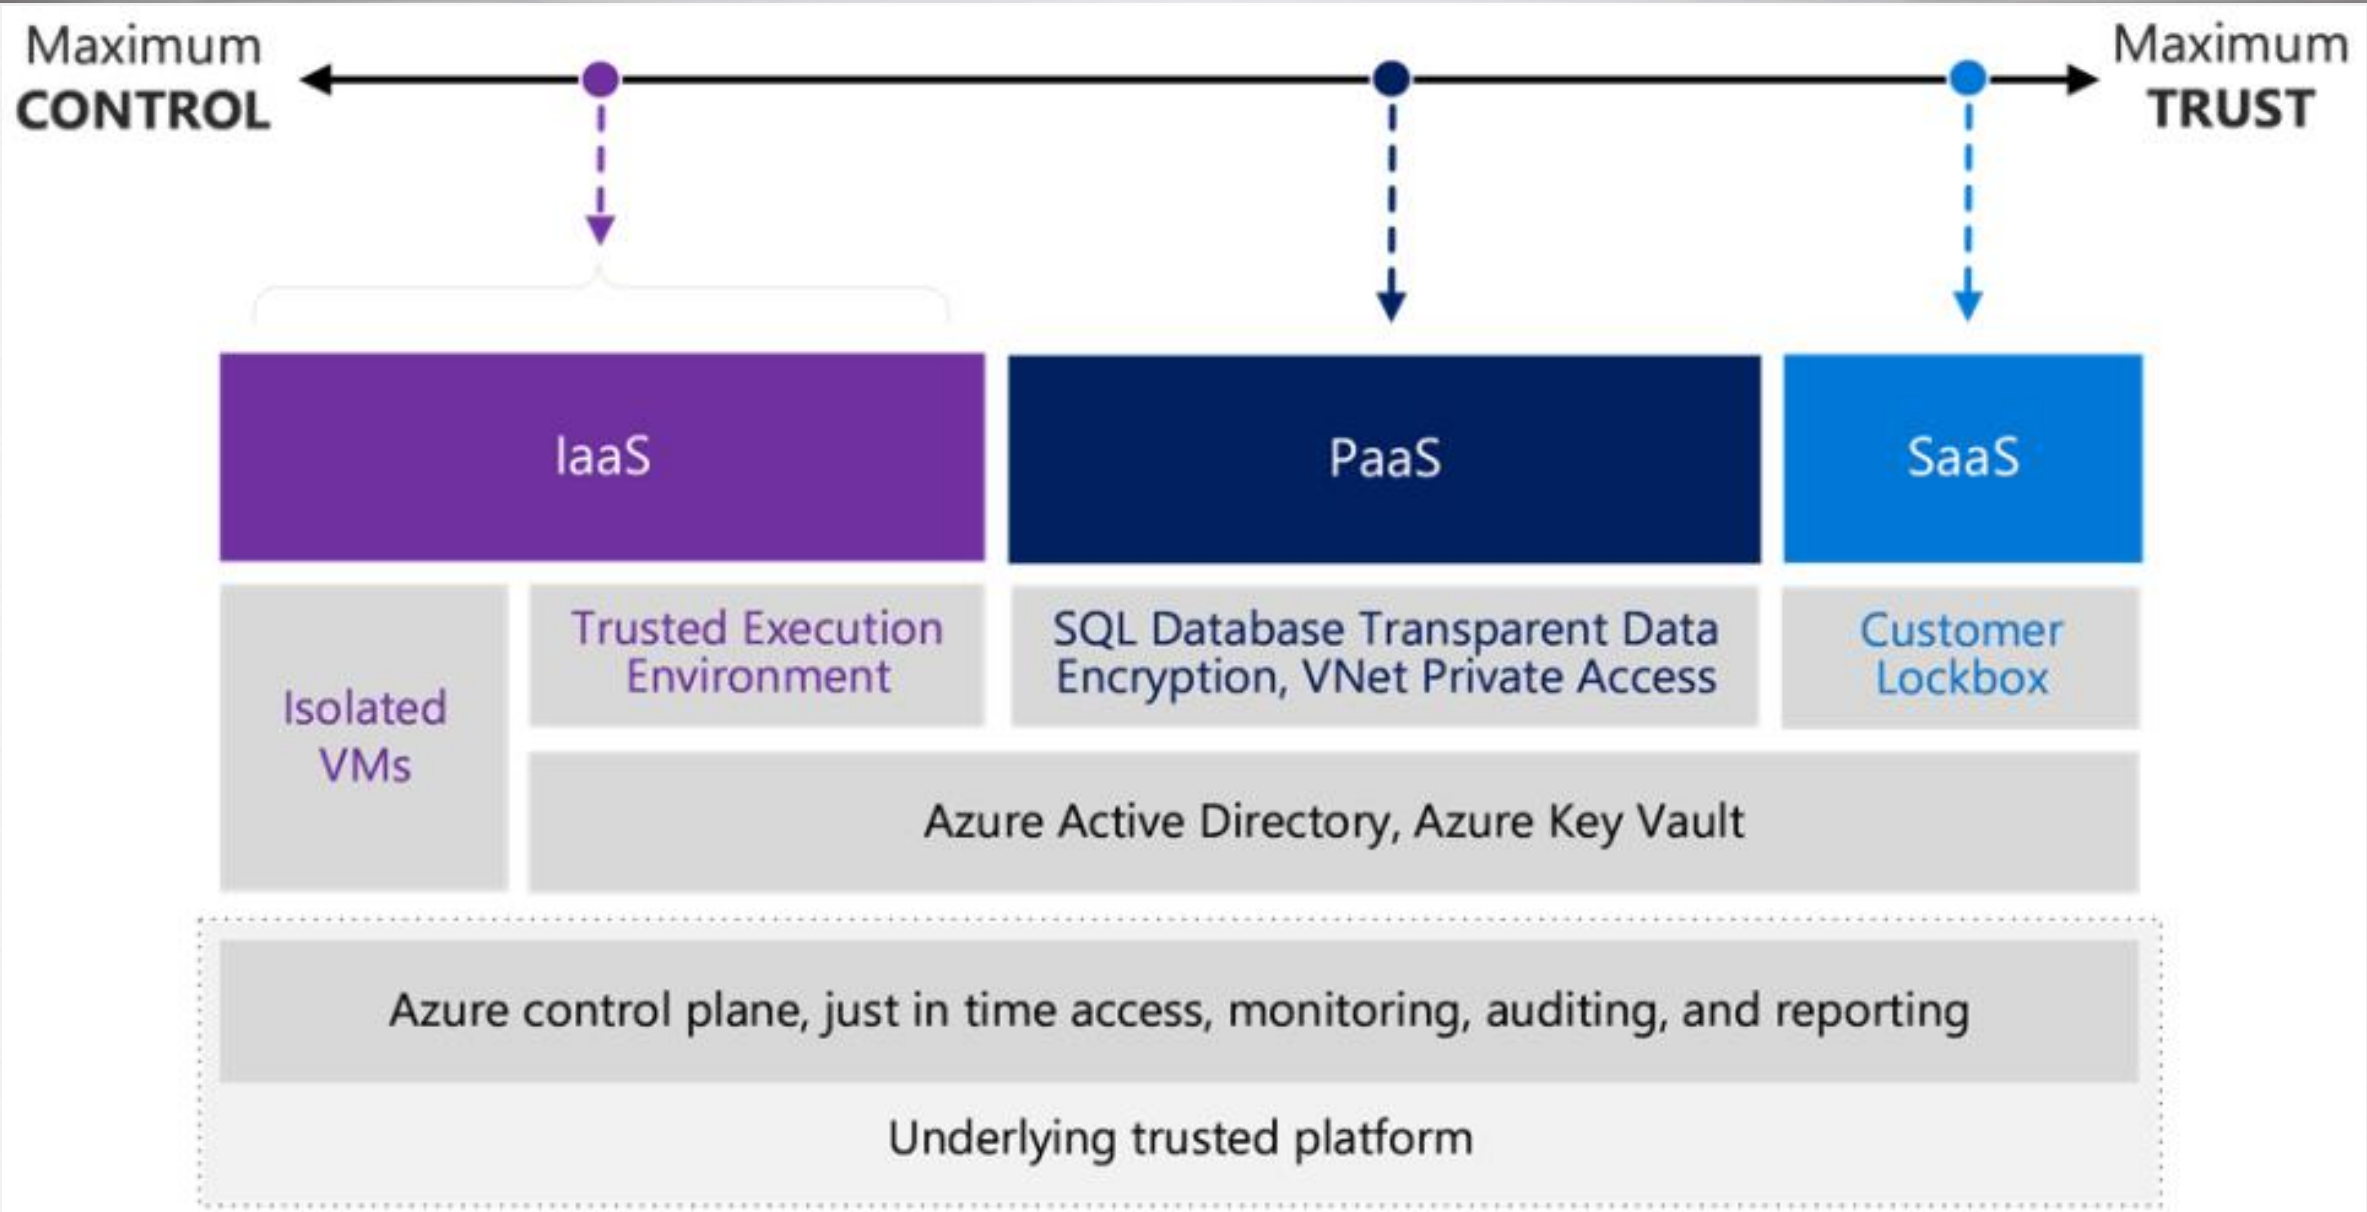 Maximum
CONTROL
Maximum
TRUST
IaaS
PaaS
SaaS
Isolated
VMs
Trusted Execution
Environment
SQL Database Transparent Data
Encryption, VNet Private Access
Customer
Lockbox
Azure Active Directory, Azure Key Vault
Azure control plane, just in time access, monitoring, auditing, and reporting
Underlying trusted platform